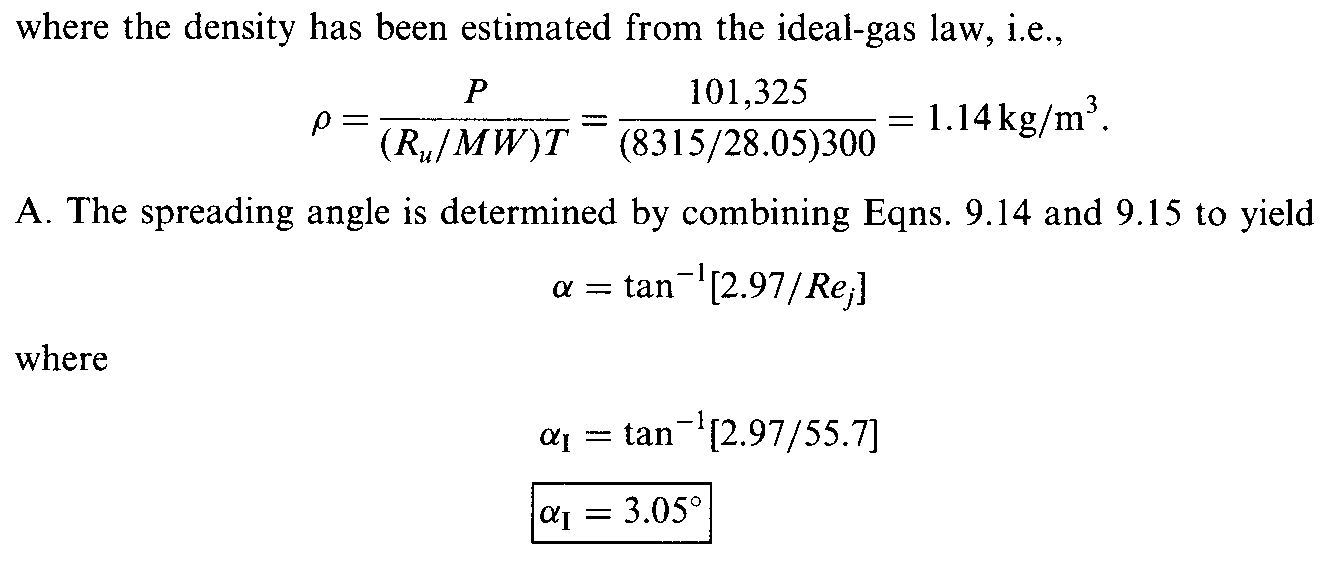 where the density has been estimated from the ideal-gas law, i.e.,
ρ = P / (R_u/MW)T = 101,325 / (8315/28.05)300 = 1.14 kg/m³.
A. The spreading angle is determined by combining Eqns. 9.14 and 9.15 to yield
α = tan⁻¹[2.97/Re_j]
where
α_I = tan⁻¹[2.97/55.7]
α_I = 3.05°